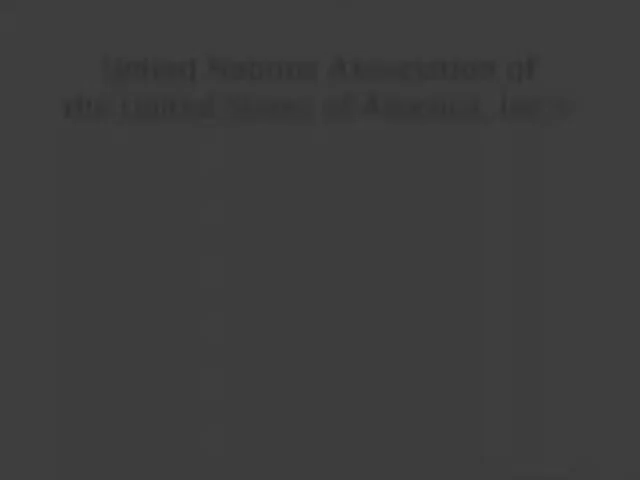 United Nations Association of
the United States of America, Inc.'s